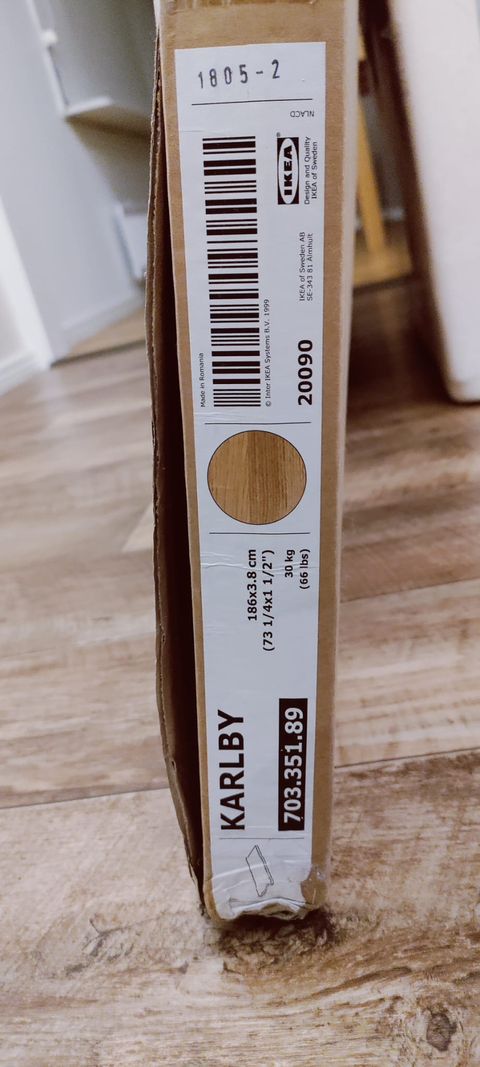 1805-2
NLACD
IKEA®
Design and Quality
IKEA of Sweden
Made in Romania
© Inter IKEA Systems B.V. 1999
IKEA of Sweden AB
SE-343 81 Älmhult
20090
186x3.8 cm
(73 1/4x1 1/2")
30 kg
(66 lbs)
KARLBY
703.351.89